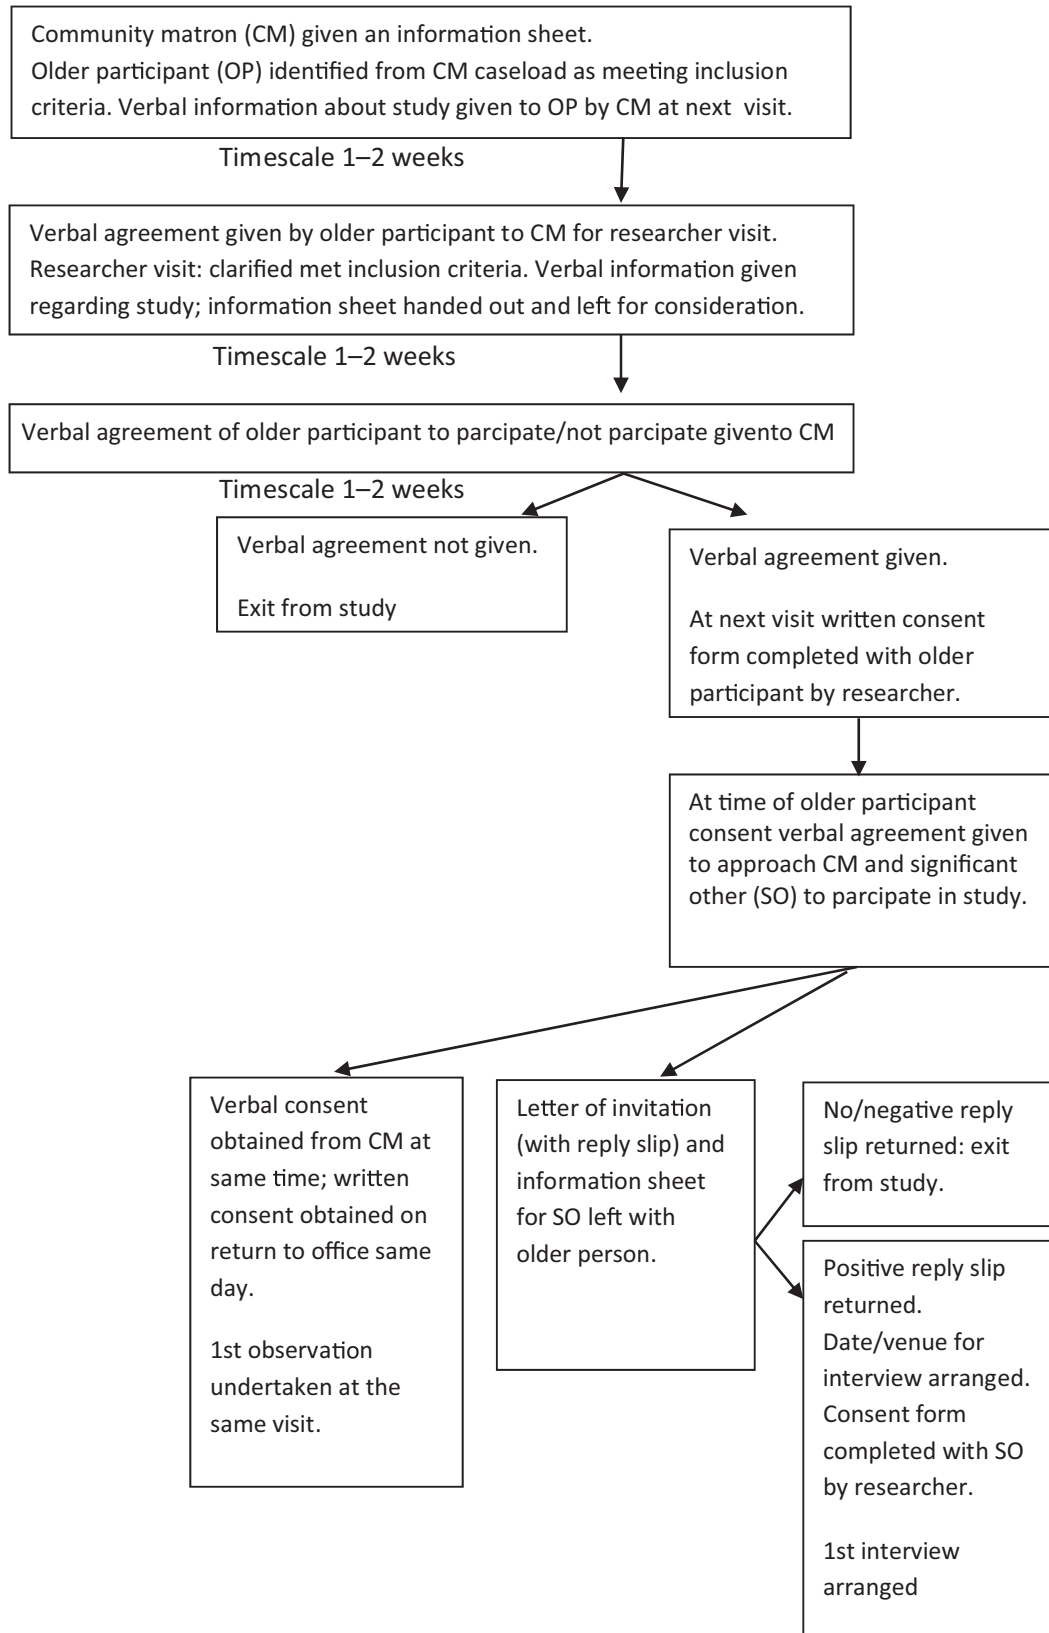 Community matron (CM) given an information sheet.
Older participant (OP) identified from CM caseload as meeting inclusion
criteria. Verbal information about study given to OP by CM at next visit.
Timescale 1–2 weeks
Verbal agreement given by older participant to CM for researcher visit.
Researcher visit: clarified met inclusion criteria. Verbal information given
regarding study; information sheet handed out and left for consideration.
Timescale 1–2 weeks
Verbal agreement of older participant to parcipate/not parcipate givento CM
Timescale 1–2 weeks
Verbal agreement not given.
Exit from study
Verbal agreement given.
At next visit written consent
form completed with older
participant by researcher.
At time of older participant
consent verbal agreement given
to approach CM and significant
other (SO) to parcipate in study.
Verbal consent
obtained from CM at
same time; written
consent obtained on
return to office same
day.
1st observation
undertaken at the
same visit.
Letter of invitation
(with reply slip) and
information sheet
for SO left with
older person.
No/negative reply
slip returned: exit
from study.
Positive reply slip
returned.
Date/venue for
interview arranged.
Consent form
completed with SO
by researcher.
1st interview
arranged